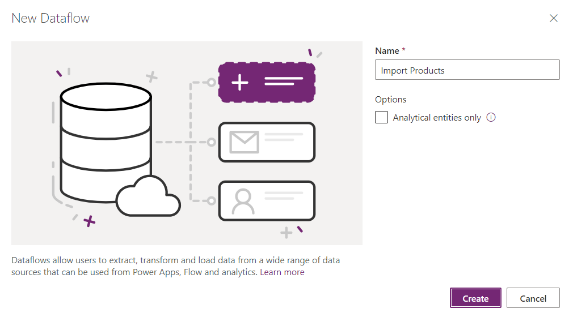 New Dataflow
Name *
Import Products
Options
Analytical entities only
Dataflows allow users to extract, transform and load data from a wide range of data
sources that can be used from Power Apps, Flow and analytics. Learn more
Create
Cancel